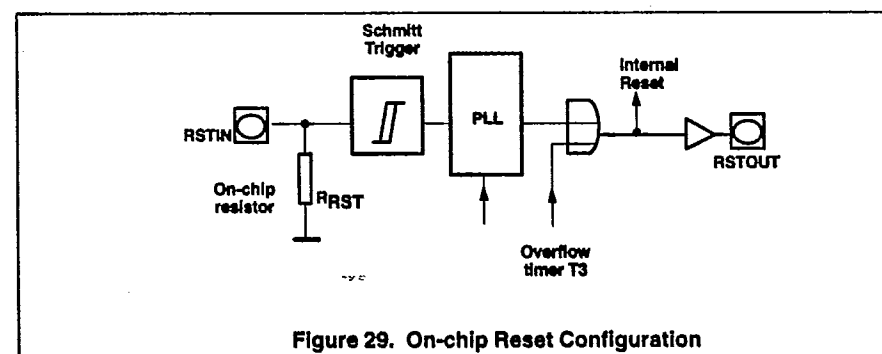 Schmitt
Trigger
Internal
Reset
PLL
RSTIN
RSTOUT
On-chip
resistor
RRST
Overflow
timer T3
Figure 29. On-chip Reset Configuration